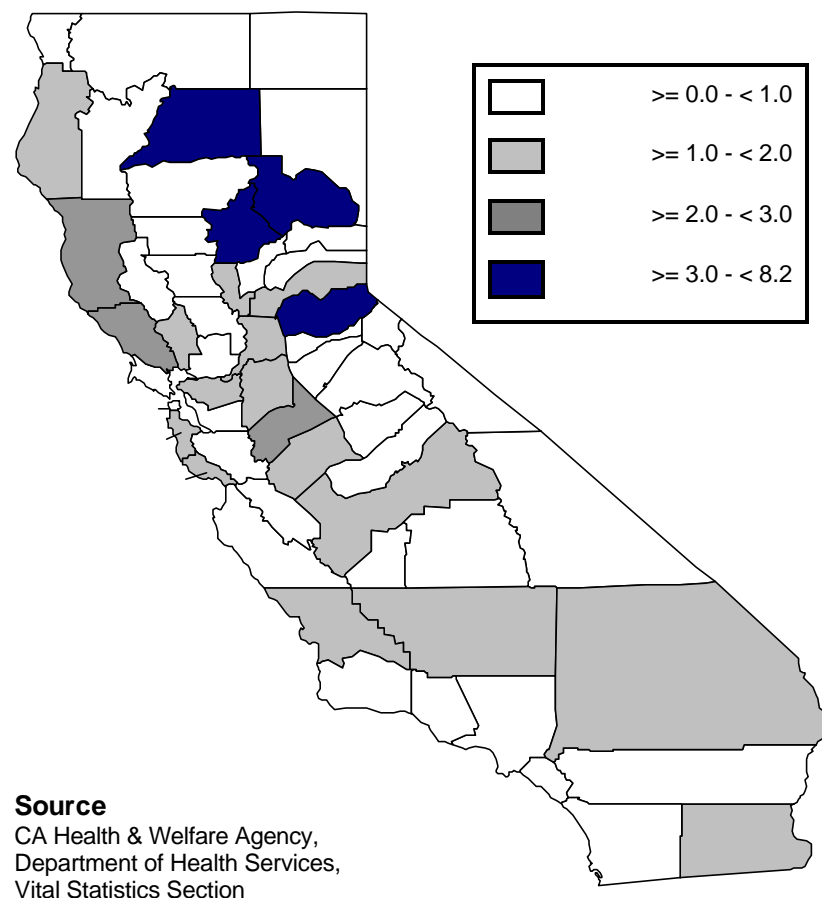 >= 0.0 - < 1.0
>= 1.0 - < 2.0
>= 2.0 - < 3.0
>= 3.0 - < 8.2
Source
CA Health & Welfare Agency,
Department of Health Services,
Vital Statistics Section